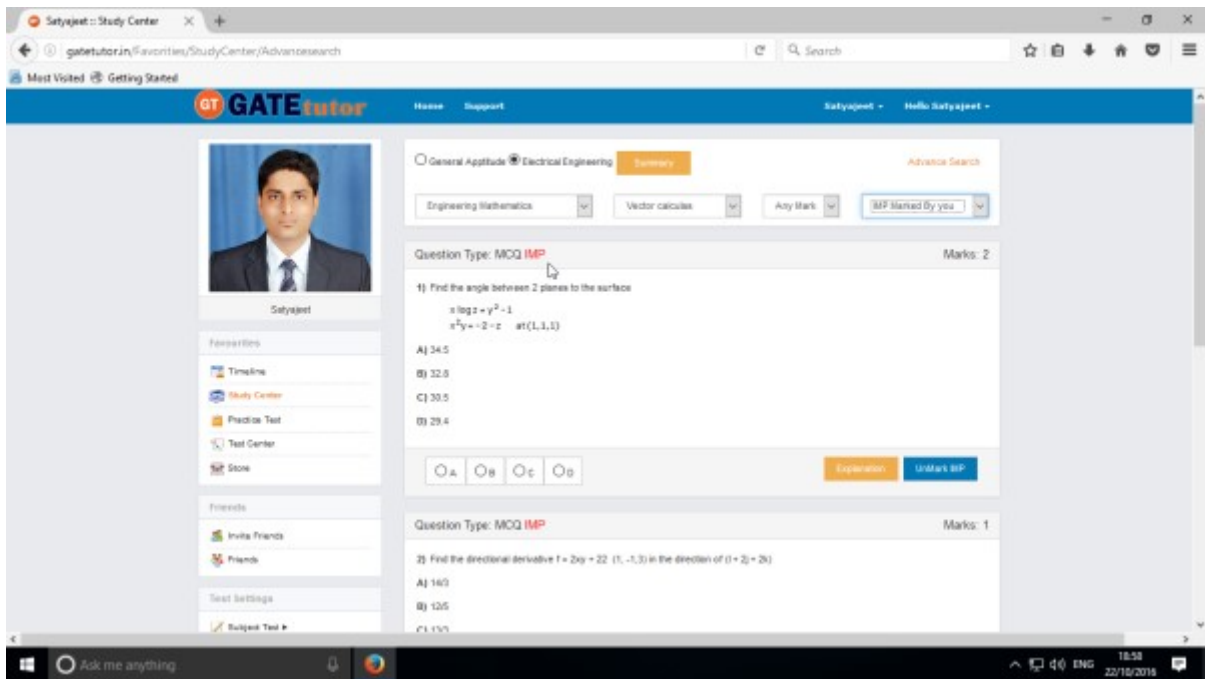 Satyajeet :: Study Center
gatetutor.in/Favorities/StudyCenter/Advancesearch
Search
Most Visited Getting Started
GT GATEtutor Home Support Satyajeet Hello Satyajeet
General Apptitude Electrical Engineering Summary Advance Search
Engineering Mathematics Vector calculas Any Mark IMP Marked By you
Question Type: MCQ IMP Marks: 2
1) Find the angle between 2 planes to the surface
x log z = y² - 1
x²y = - 2 - z at(1,1,1)
A) 34.5
B) 32.8
C) 30.5
D) 29.4
A B C D Explanation UnMark IMP
Question Type: MCQ IMP Marks: 1
2) Find the directional derivative f = 2xy + 22 (1, -1,3) in the direction of (i + 2j + 2k)
A) 14/3
B) 12/5
Satyajeet
Favourites
Timeline
Study Center
Practice Test
Test Center
Store
Friends
Invite Friends
Friends
Test Settings
Subject Test
Ask me anything
ENG
18:58
22/10/2016